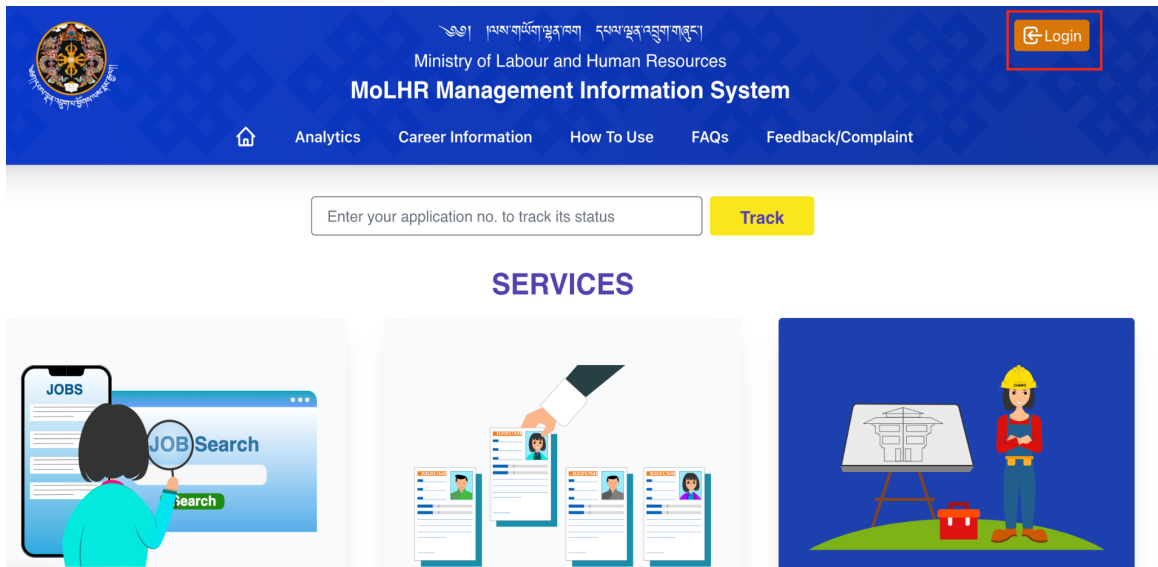 ༄༅། །ལས་གཡོག་ལྷན་ཁག། དཔལ་ལྡན་འབྲུག་གཞུང་།
Login
Ministry of Labour and Human Resources
MoLHR Management Information System
Analytics Career Information How To Use FAQs Feedback/Complaint
Enter your application no. to track its status Track
SERVICES
JOBS
JOB Search
Search